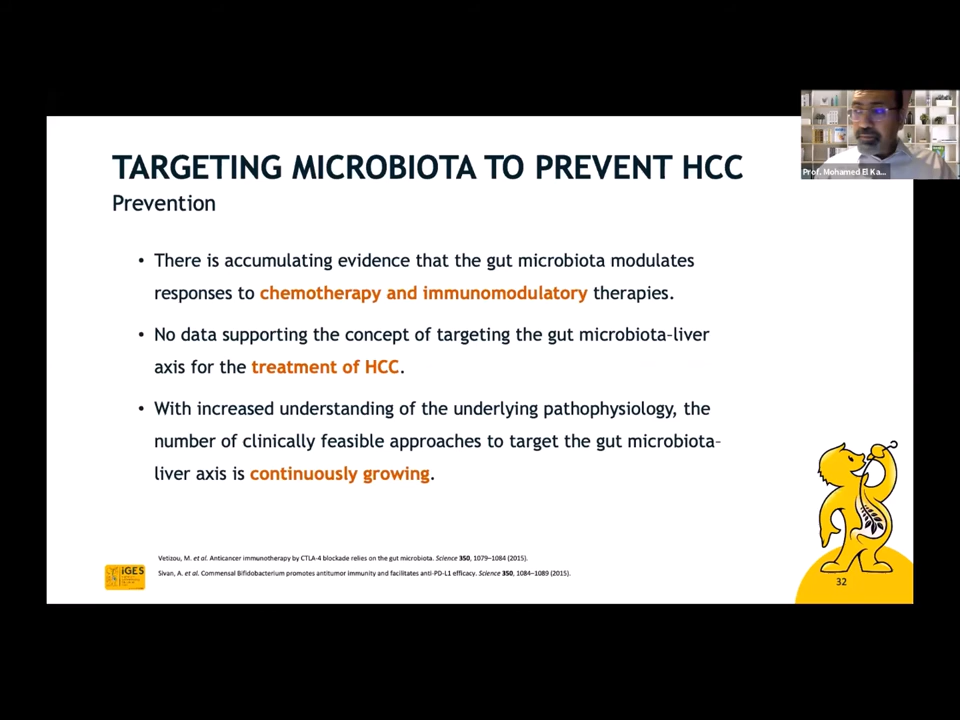 TARGETING MICROBIOTA TO PREVENT HCC
Prof. Mohamed El Ka...
Prevention
• There is accumulating evidence that the gut microbiota modulates
responses to chemotherapy and immunomodulatory therapies.
• No data supporting the concept of targeting the gut microbiota–liver
axis for the treatment of HCC.
• With increased understanding of the underlying pathophysiology, the
number of clinically feasible approaches to target the gut microbiota–
liver axis is continuously growing.
Vetizou, M. et al. Anticancer immunotherapy by CTLA-4 blockade relies on the gut microbiota. Science 350, 1079–1084 (2015).
Sivan, A. et al. Commensal Bifidobacterium promotes antitumor immunity and facilitates anti-PD-L1 efficacy. Science 350, 1084–1089 (2015).
iGES
32